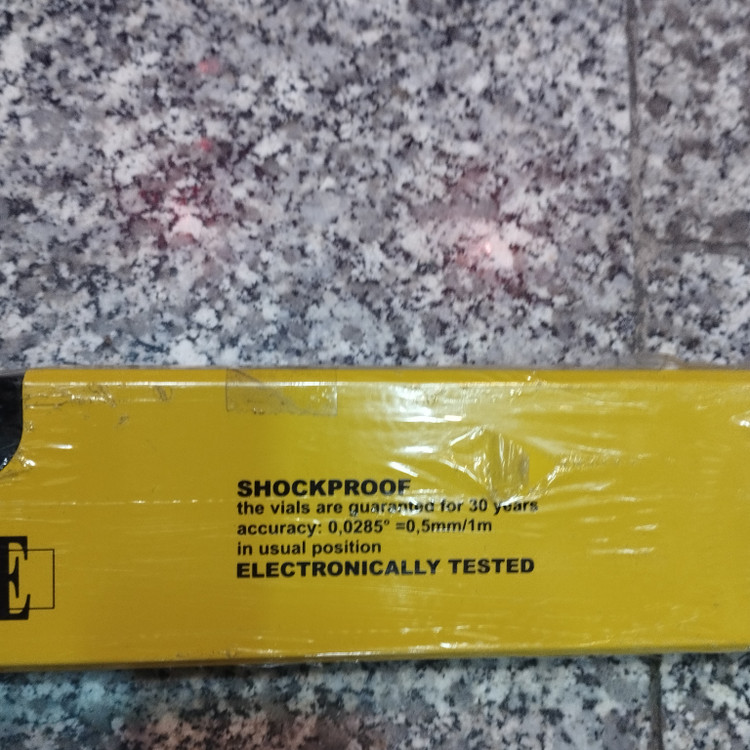 SHOCKPROOF
the vials are guaranted for 30 years
accuracy: 0,0285° =0,5mm/1m
in usual position
ELECTRONICALLY TESTED
E